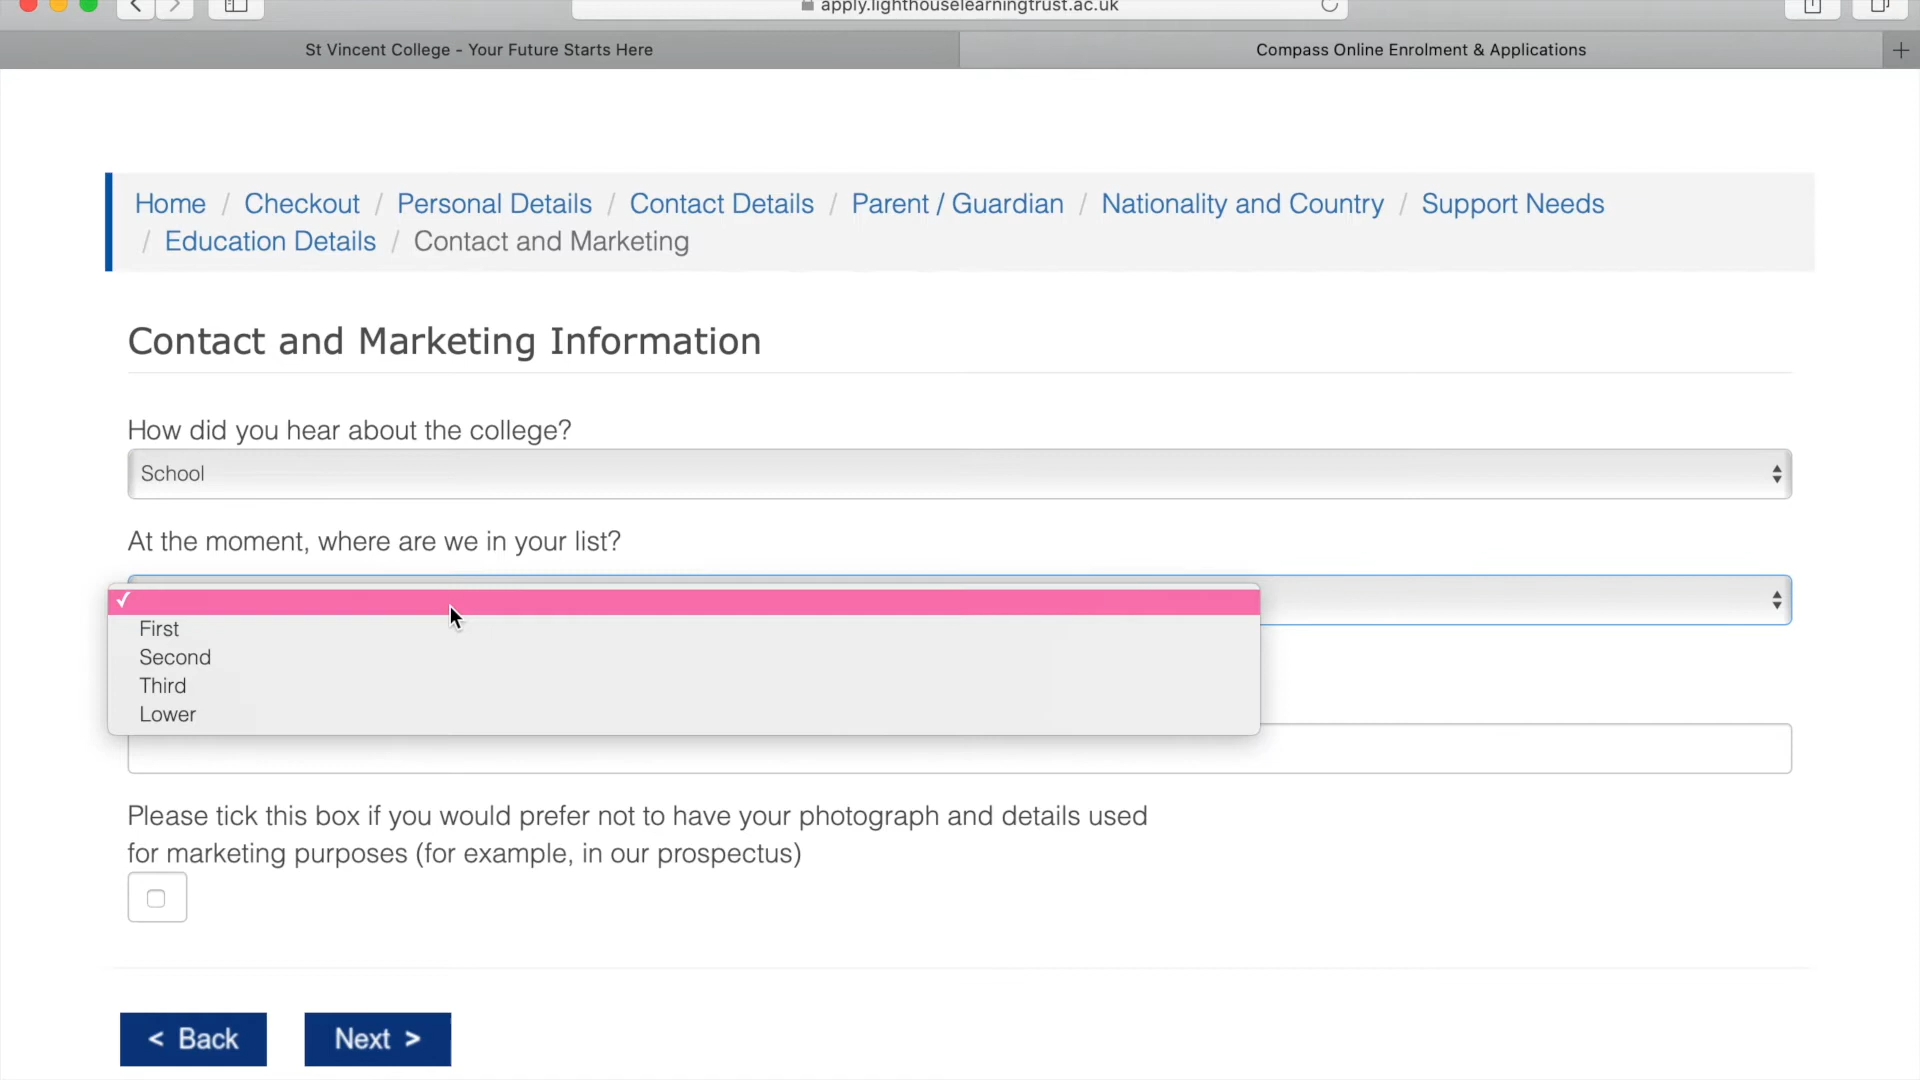 apply.lighthouselearningtrust.ac.uk
St Vincent College - Your Future Starts Here
Compass Online Enrolment & Applications
Home / Checkout / Personal Details / Contact Details / Parent / Guardian / Nationality and Country / Support Needs
/ Education Details / Contact and Marketing
Contact and Marketing Information
How did you hear about the college?
School
At the moment, where are we in your list?
First
Second
Third
Lower
Please tick this box if you would prefer not to have your photograph and details used
for marketing purposes (for example, in our prospectus)
< Back
Next >